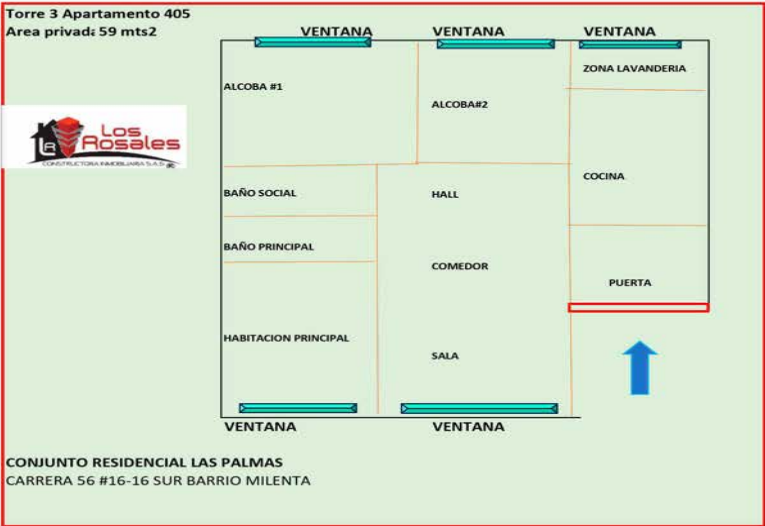 Torre 3 Apartamento 405
Area privada 59 mts2
VENTANA
VENTANA
VENTANA
ZONA LAVANDERIA
ALCOBA #1
ALCOBA#2
LR
Los
Rosales
CONSTRUCTORA INMOBILIARIA S.A.S
COCINA
BAÑO SOCIAL
HALL
BAÑO PRINCIPAL
COMEDOR
PUERTA
HABITACION PRINCIPAL
SALA
VENTANA
VENTANA
CONJUNTO RESIDENCIAL LAS PALMAS
CARRERA 56 #16-16 SUR BARRIO MILENTA